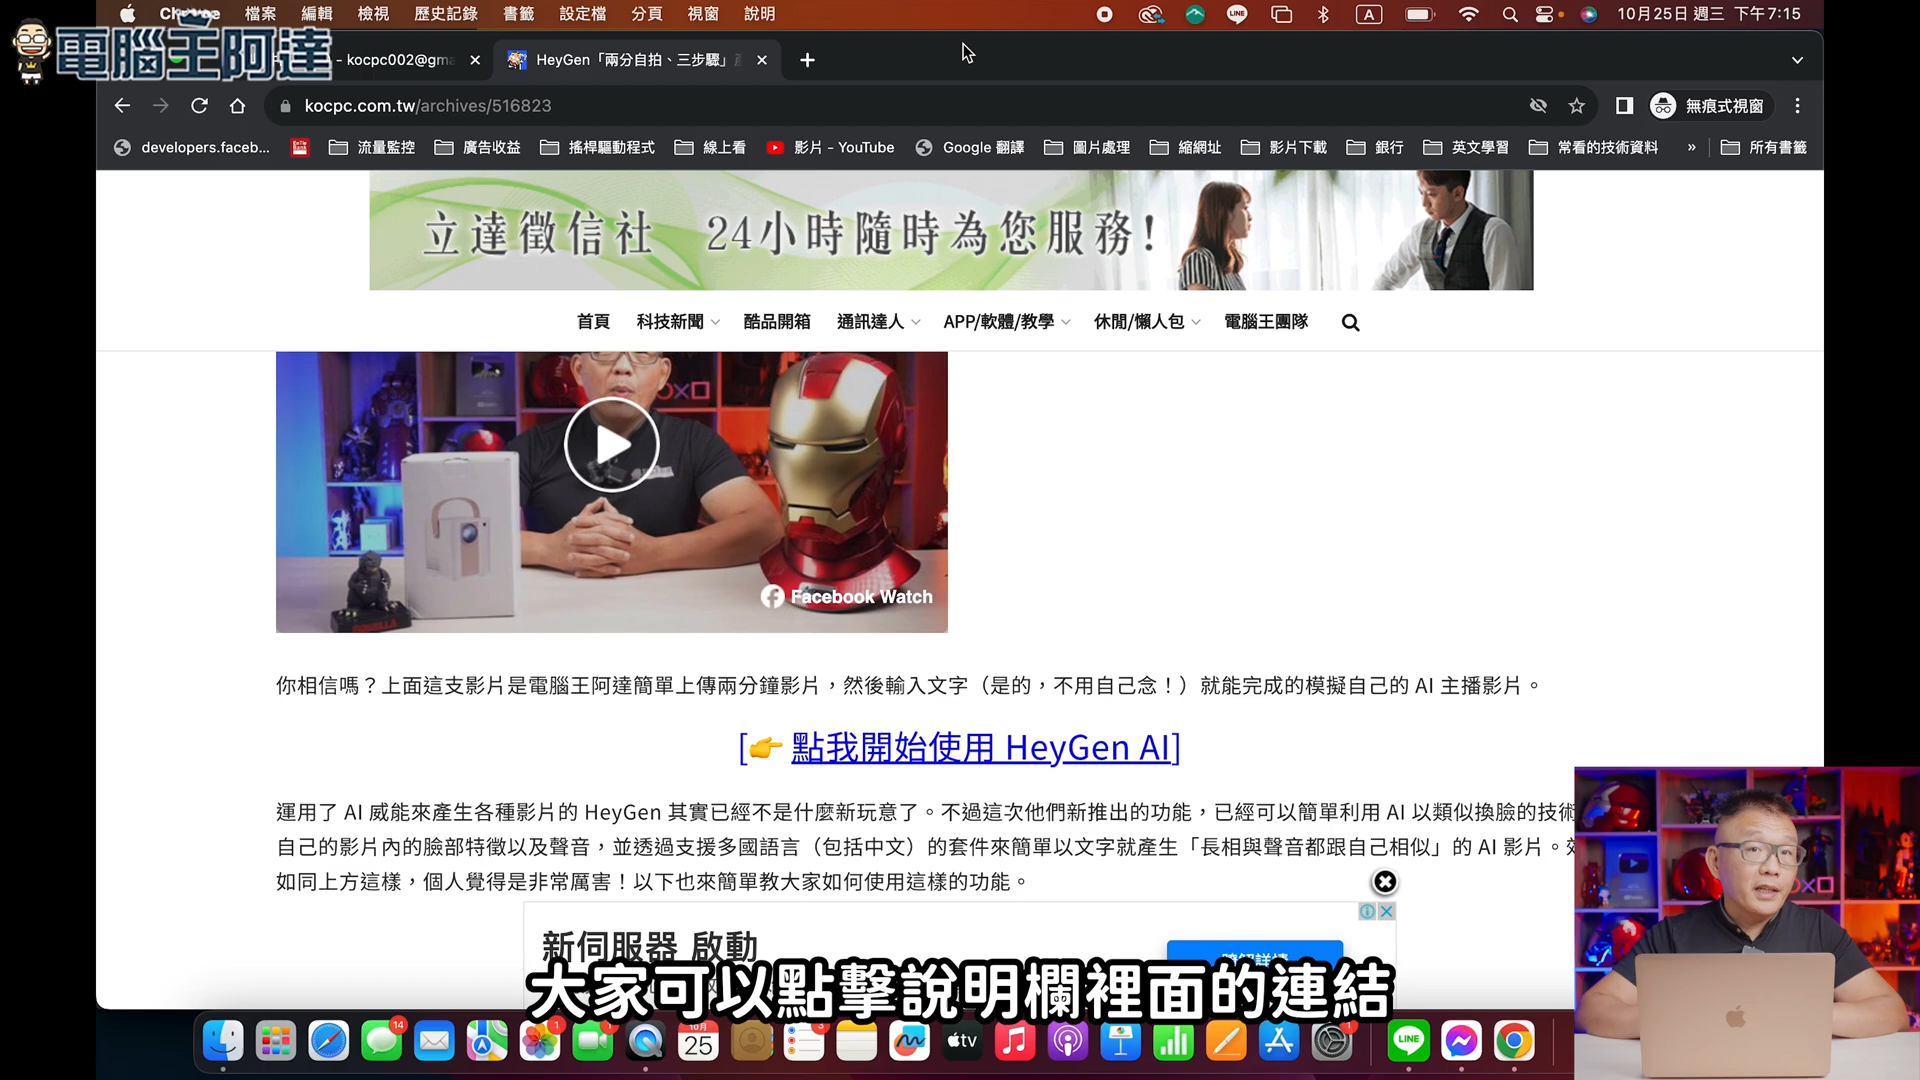 檔案 編輯 檢視 歷史記錄 書籤 設定檔 分頁 視窗 說明
LINE A 10月25日 週三 下午7:15
電腦王阿達
- kocpc002@gma
HeyGen「兩分自拍、三步驟」
kocpc.com.tw/archives/516823
無痕式視窗
developers.faceb... 流量監控 廣告收益 搖桿驅動程式 線上看 影片 - YouTube Google 翻譯 圖片處理 縮網址 影片下載 銀行 英文學習 常看的技術資料 » 所有書籤
立達徵信社 24小時隨時為您服務!
首頁 科技新聞 酷品開箱 通訊達人 APP/軟體/教學 休閒/懶人包 電腦王團隊
Facebook Watch
你相信嗎？上面這支影片是電腦王阿達簡單上傳兩分鐘影片，然後輸入文字（是的，不用自己念！）就能完成的模擬自己的 AI 主播影片。
[👉 點我開始使用 HeyGen AI]
運用了 AI 威能來產生各種影片的 HeyGen 其實已經不是什麼新玩意了。不過這次他們新推出的功能，已經可以簡單利用 AI 以類似換臉的技術
自己的影片內的臉部特徵以及聲音，並透過支援多國語言（包括中文）的套件來簡單以文字就產生「長相與聲音都跟自己相似」的 AI 影片。
如同上方這樣，個人覺得是非常厲害！以下也來簡單教大家如何使用這樣的功能。
新伺服器 啟動
大家可以點擊說明欄裡面的連結
14
1
10月
25
3
tv
1
LINE